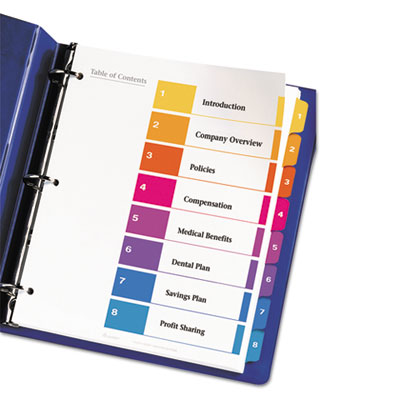 Table of Contents
1 Introduction 1
2 Company Overview 2
3 Policies 3
4 Compensation 4
5 Medical Benefits 5
6 Dental Plan 6
7 Savings Plan 7
8 Profit Sharing 8